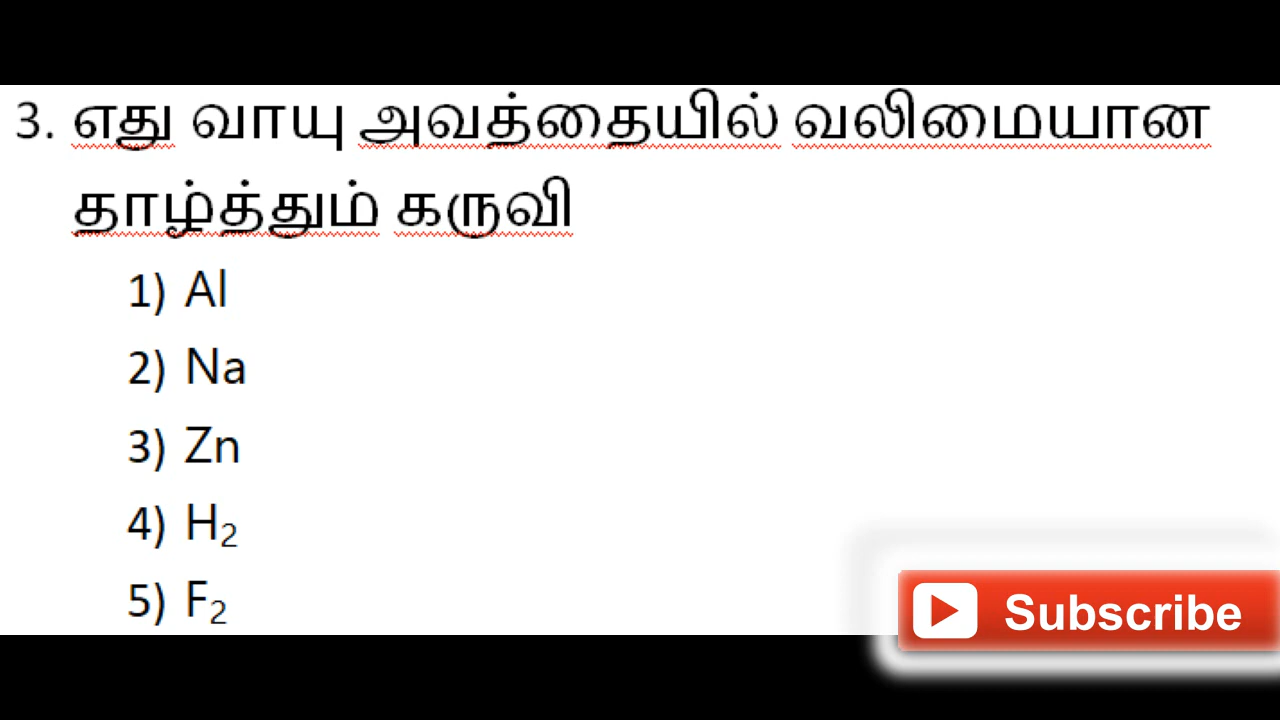 3. எது வாயு அவத்தையில் வலிமையான
தாழ்த்தும் கருவி
1) Al
2) Na
3) Zn
4) H₂
5) F₂
Subscribe